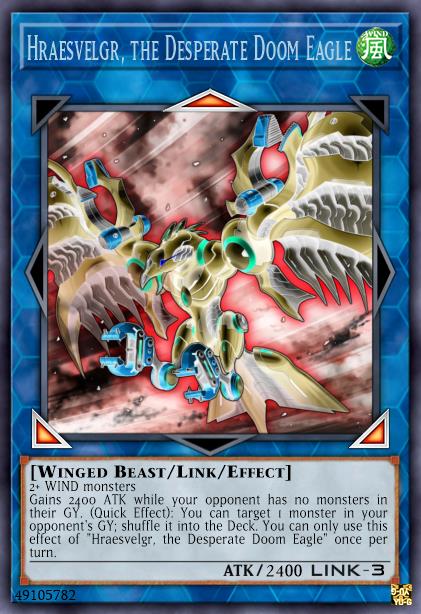 Hraesvelgr, the Desperate Doom Eagle
WIND
風
[Winged Beast/Link/Effect]
2+ WIND monsters
Gains 2400 ATK while your opponent has no monsters in
their GY. (Quick Effect): You can target 1 monster in your
opponent's GY; shuffle it into the Deck. You can only use this
effect of "Hraesvelgr, the Desperate Doom Eagle" once per
turn.
ATK/2400 LINK-3
49105782